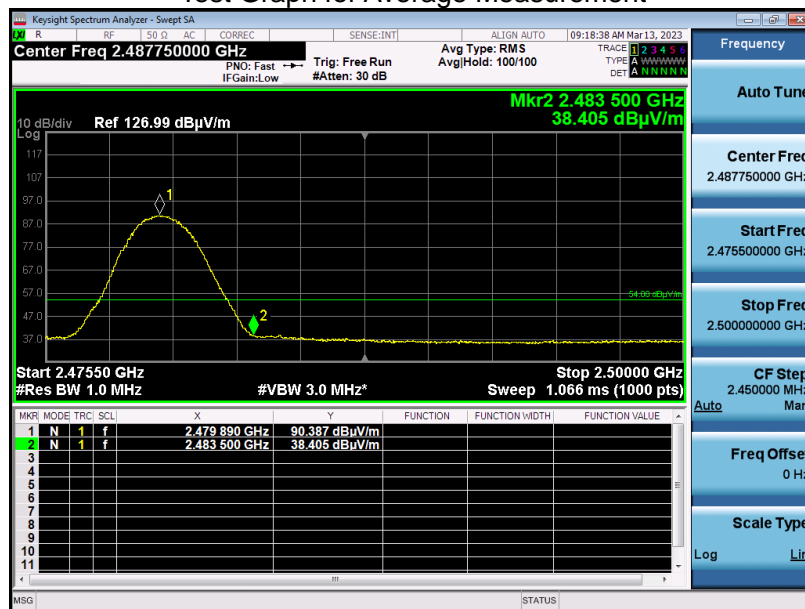 Test Graph for Average Measurement
Keysight Spectrum Analyzer - Swept SA
LXI R RF 50 Ω AC CORREC SENSE:INT ALIGN AUTO 09:18:38 AM Mar 13, 2023
Center Freq 2.487750000 GHz
PNO: Fast
IFGain:Low
Trig: Free Run
#Atten: 30 dB
Avg Type: RMS
Avg|Hold: 100/100
TRACE 1 2 3 4 5 6
TYPE A WWWWW
DET A N N N N N
Mkr2 2.483 500 GHz
38.405 dBµV/m
10 dB/div Ref 126.99 dBµV/m
Log
117
107
97.0
87.0
77.0
67.0
57.0
47.0
37.0
1
2
54.00 dBµV/m
Start 2.47550 GHz Stop 2.50000 GHz
#Res BW 1.0 MHz #VBW 3.0 MHz* Sweep 1.066 ms (1000 pts)
MKR MODE TRC SCL X Y FUNCTION FUNCTION WIDTH FUNCTION VALUE
1 N 1 f 2.479 890 GHz 90.387 dBµV/m
2 N 1 f 2.483 500 GHz 38.405 dBµV/m
3
4
5
6
7
8
9
10
11
MSG STATUS
Frequency
Auto Tune
Center Freq
2.487750000 GHz
Start Freq
2.475500000 GHz
Stop Freq
2.500000000 GHz
CF Step
2.450000 MHz
Auto Man
Freq Offset
0 Hz
Scale Type
Log Lin